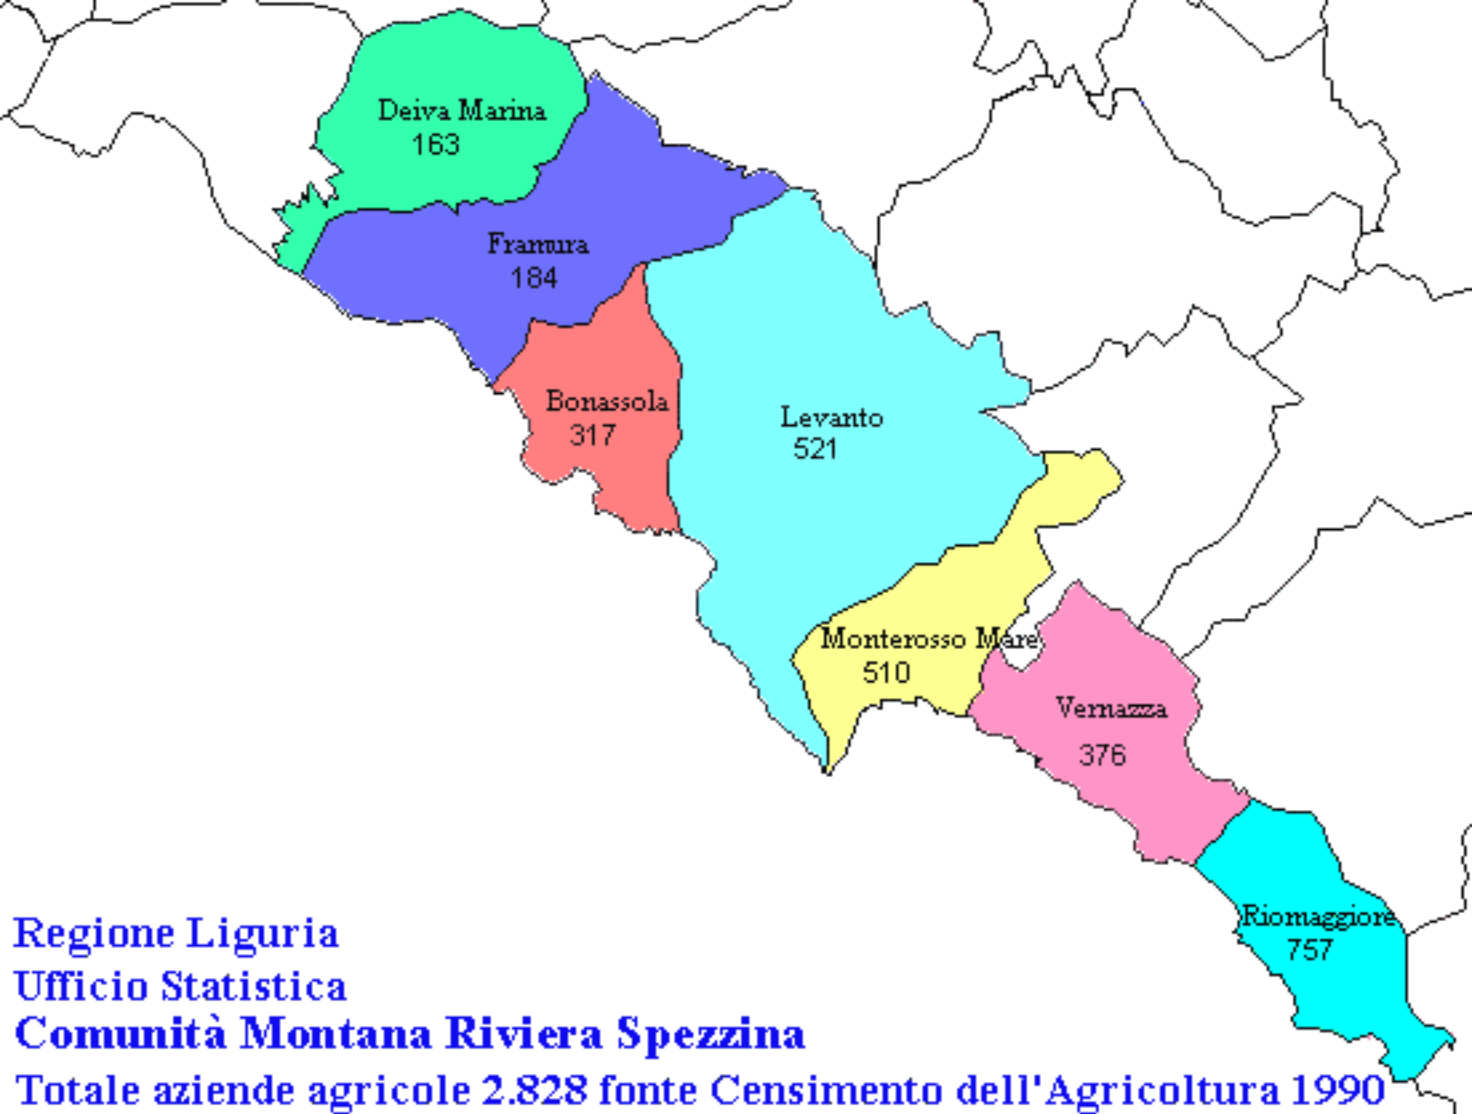 Deiva Marina
163
Framura
184
Bonassola
317
Levanto
521
Monterosso Mare
510
Vernazza
376
Riomaggiore
757
Regione Liguria
Ufficio Statistica
Comunità Montana Riviera Spezzina
Totale aziende agricole 2.828 fonte Censimento dell'Agricoltura 1990